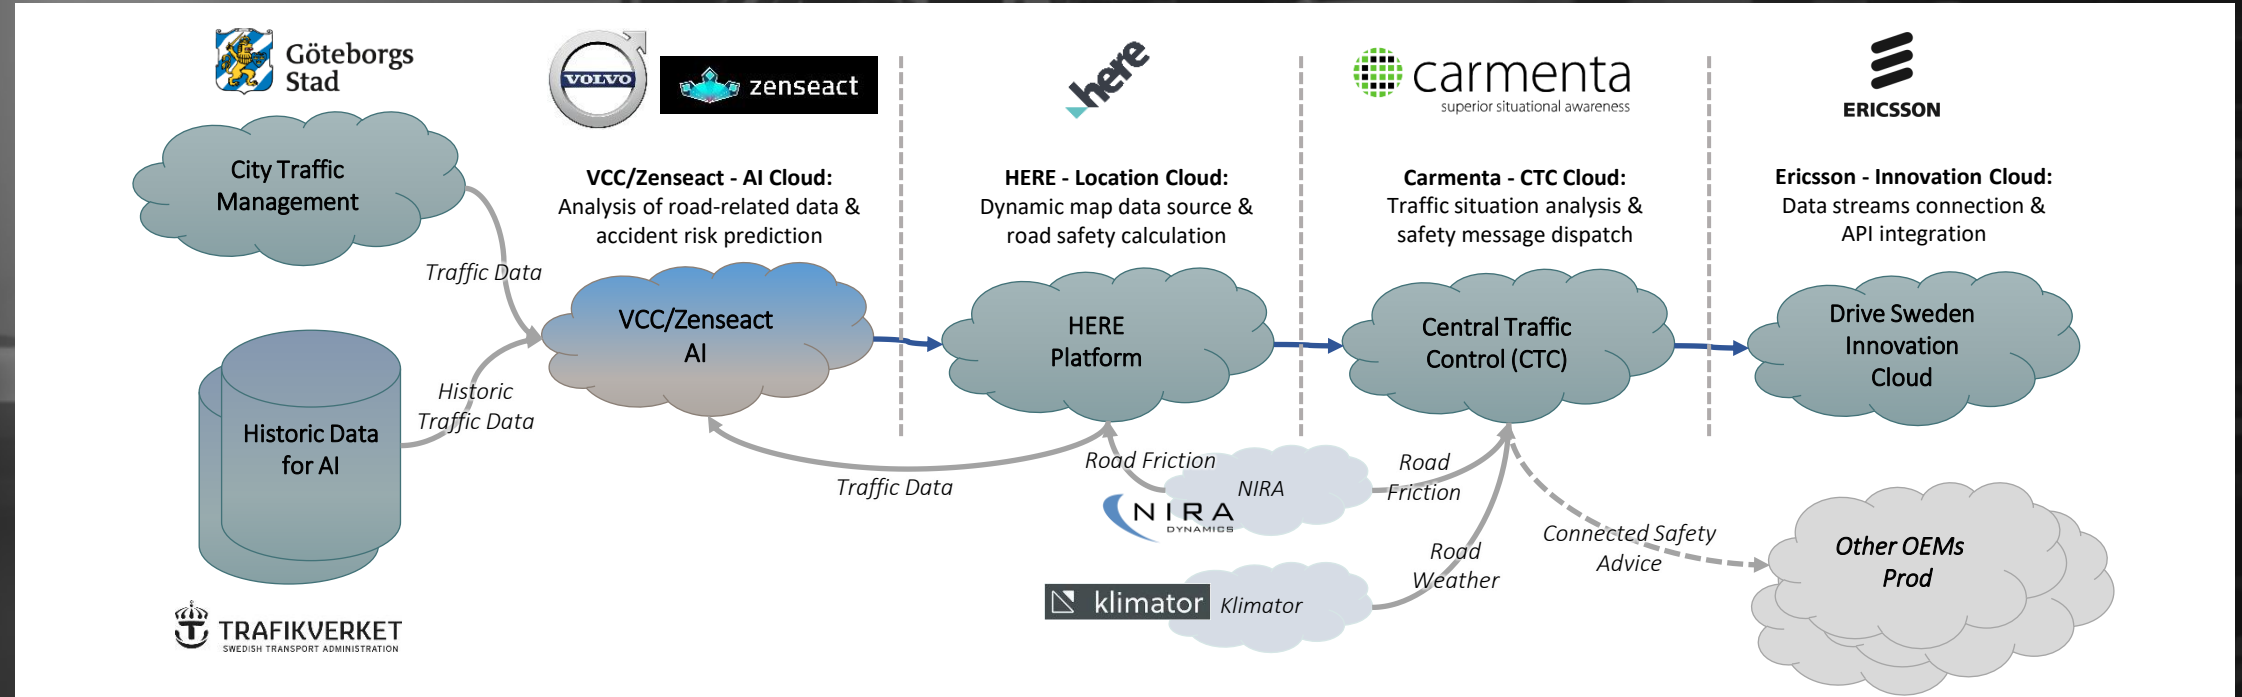 Göteborgs
Stad
VOLVO
zenseact
here
carmenta
superior situational awareness
ERICSSON
City Traffic
Management
VCC/Zenseact - AI Cloud:
Analysis of road-related data &
accident risk prediction
HERE - Location Cloud:
Dynamic map data source &
road safety calculation
Carmenta - CTC Cloud:
Traffic situation analysis &
safety message dispatch
Ericsson - Innovation Cloud:
Data streams connection &
API integration
Traffic Data
VCC/Zenseact
AI
HERE
Platform
Central Traffic
Control (CTC)
Drive Sweden
Innovation
Cloud
Historic
Traffic Data
Historic Data
for AI
Traffic Data
Road Friction
NIRA
NIRA
DYNAMICS
Road
Friction
Road
Weather
Connected Safety
Advice
Other OEMs
Prod
klimator
Klimator
TRAFIKVERKET
SWEDISH TRANSPORT ADMINISTRATION